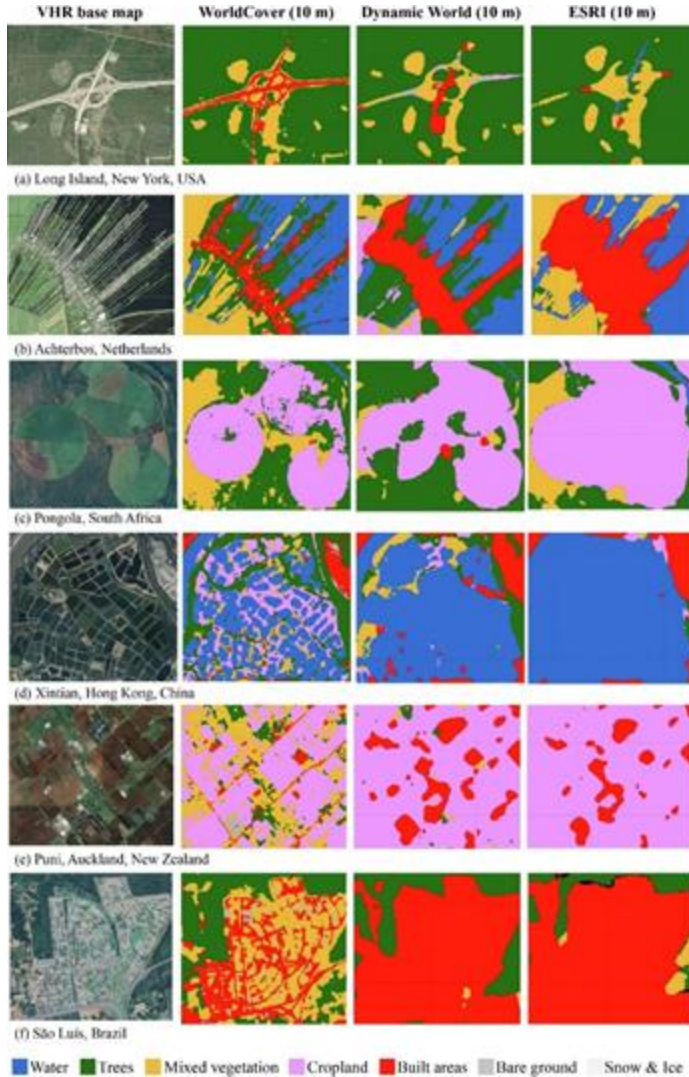 VHR base map WorldCover (10 m) Dynamic World (10 m) ESRI (10 m)
(a) Long Island, New York, USA
(b) Achterbos, Netherlands
(c) Pongola, South Africa
(d) Xintian, Hong Kong, China
(e) Puni, Auckland, New Zealand
(f) São Luís, Brazil
Water Trees Mixed vegetation Cropland Built areas Bare ground Snow & Ice